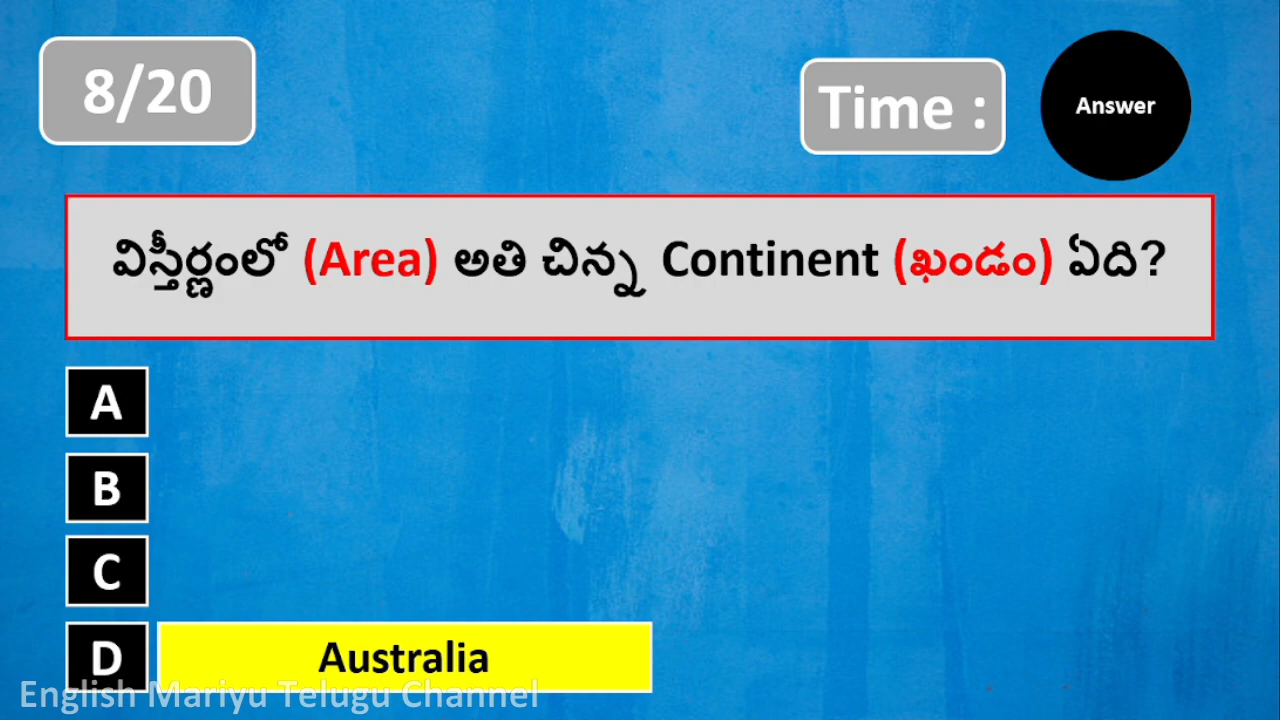 8/20
Time :
Answer
విస్తీర్ణంలో (Area) అతి చిన్న Continent (ఖండం) ఏది?
A
B
C
D
Australia
English Mariyu Telugu Channel